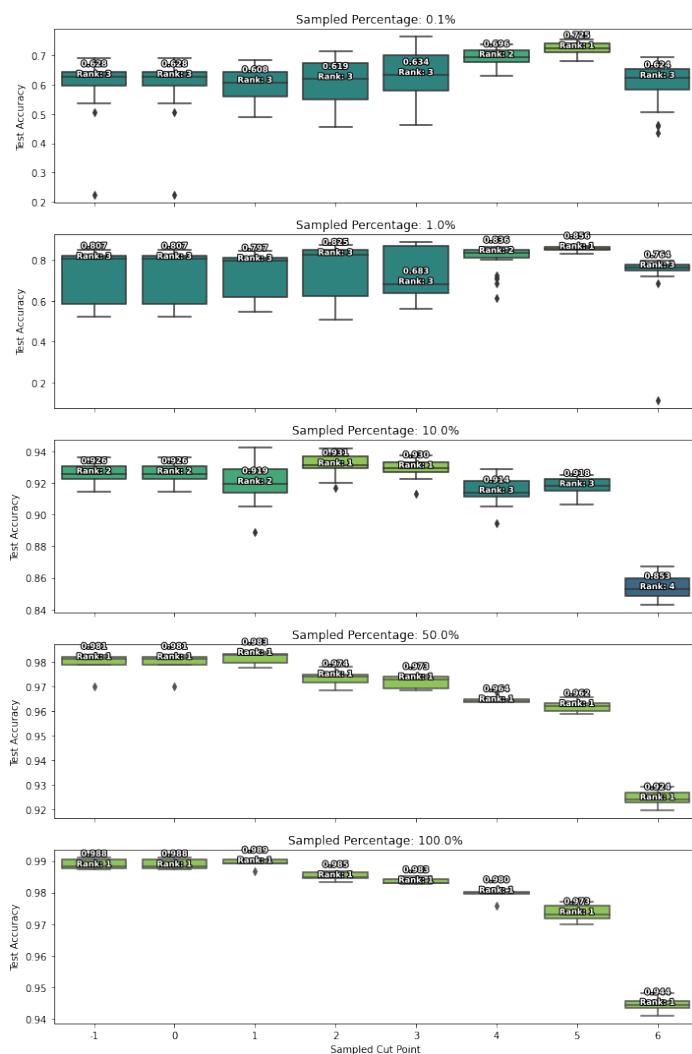 Sampled Percentage: 0.1%
Test Accuracy
0.7
0.6
0.5
0.4
0.3
0.2
0.628
Rank: 3
0.628
Rank: 3
0.608
Rank: 3
0.619
Rank: 3
0.634
Rank: 3
0.696
Rank: 2
0.725
Rank: 1
0.624
Rank: 3
Sampled Percentage: 1.0%
Test Accuracy
0.8
0.6
0.4
0.2
0.807
Rank: 3
0.807
Rank: 3
0.797
Rank: 3
0.825
Rank: 3
0.683
Rank: 3
0.836
Rank: 2
0.856
Rank: 1
0.764
Rank: 3
Sampled Percentage: 10.0%
Test Accuracy
0.94
0.92
0.90
0.88
0.86
0.84
0.926
Rank: 2
0.926
Rank: 2
0.919
Rank: 2
0.931
Rank: 1
0.930
Rank: 1
0.914
Rank: 3
0.918
Rank: 3
0.853
Rank: 4
Sampled Percentage: 50.0%
Test Accuracy
0.98
0.97
0.96
0.95
0.94
0.93
0.92
0.981
Rank: 1
0.981
Rank: 1
0.983
Rank: 1
0.974
Rank: 1
0.973
Rank: 1
0.964
Rank: 1
0.962
Rank: 1
0.924
Rank: 1
Sampled Percentage: 100.0%
Test Accuracy
0.99
0.98
0.97
0.96
0.95
0.94
0.988
Rank: 1
0.988
Rank: 1
0.989
Rank: 1
0.985
Rank: 1
0.983
Rank: 1
0.980
Rank: 1
0.973
Rank: 1
0.944
Rank: 1
-1
0
1
2
3
4
5
6
Sampled Cut Point